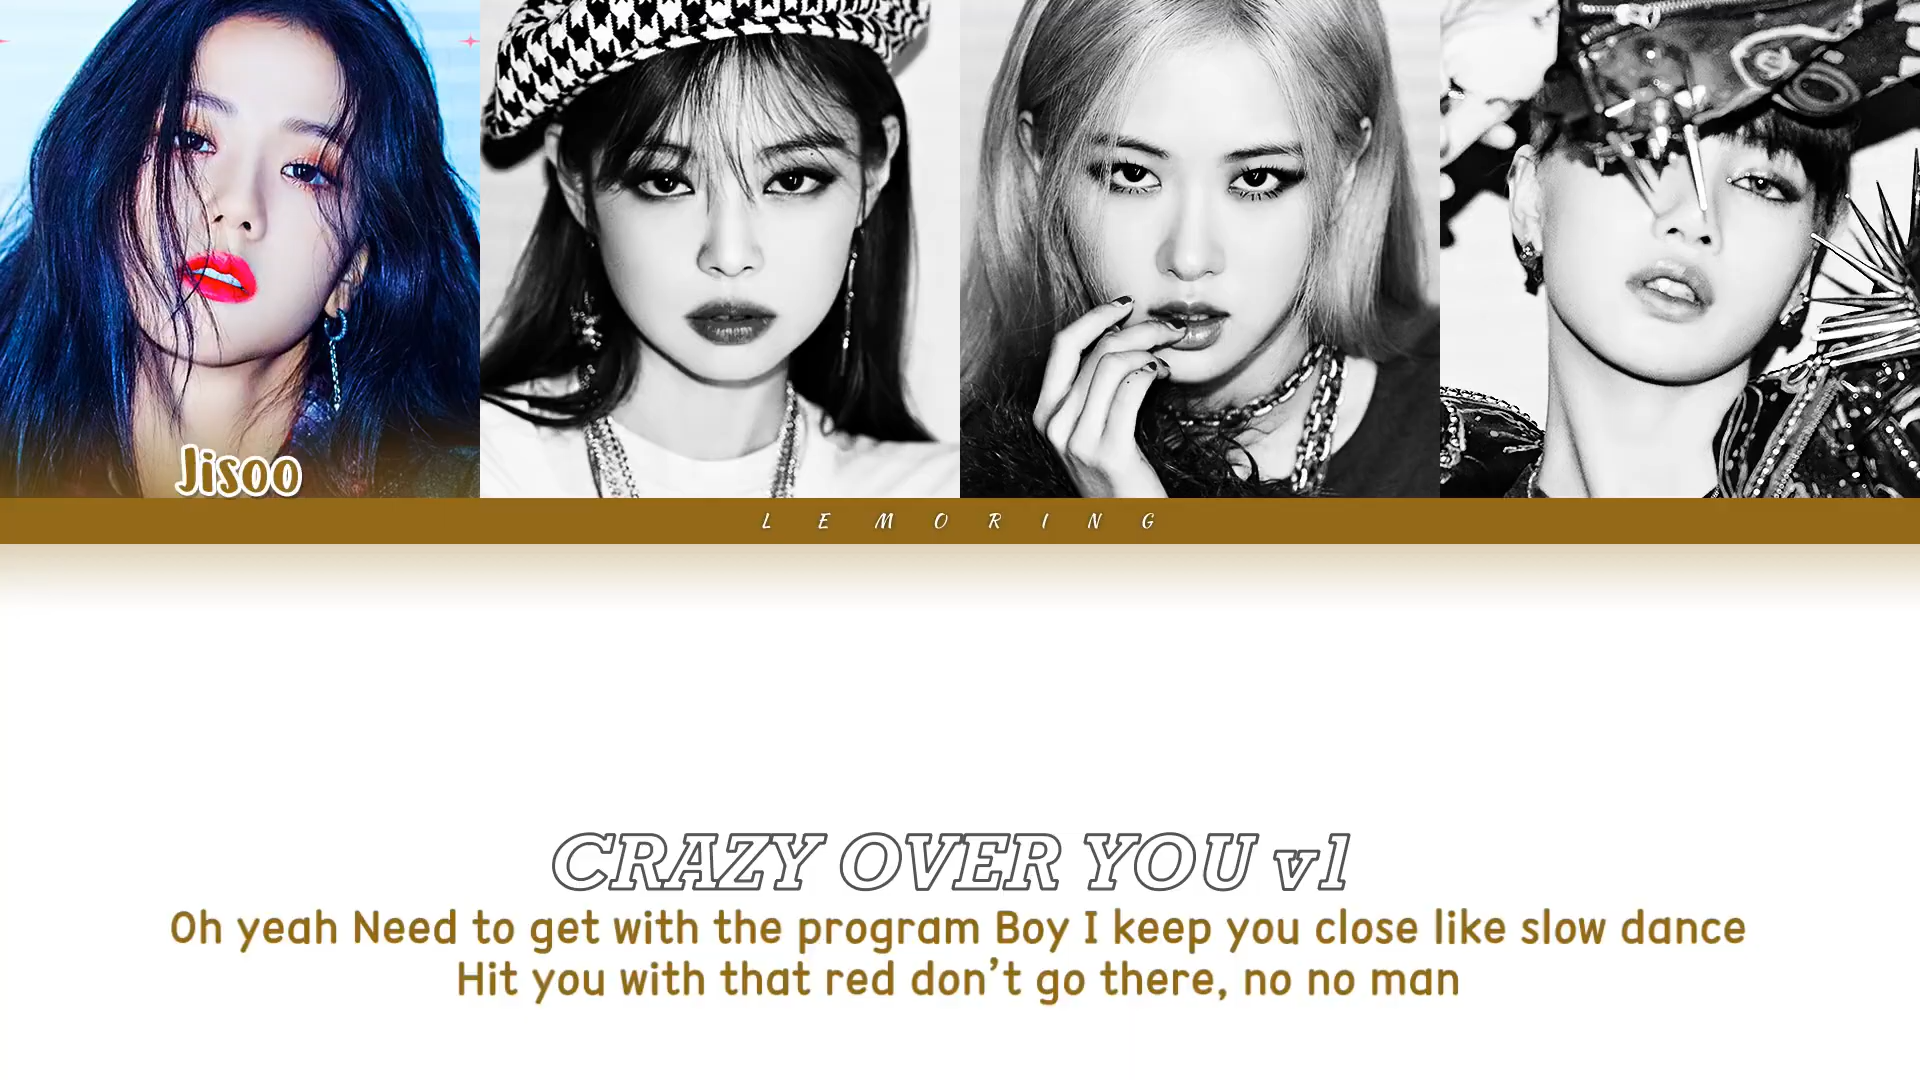 Jisoo
L E M O R I N G
CRAZY OVER YOU v1
Oh yeah Need to get with the program Boy I keep you close like slow dance
Hit you with that red don't go there, no no man